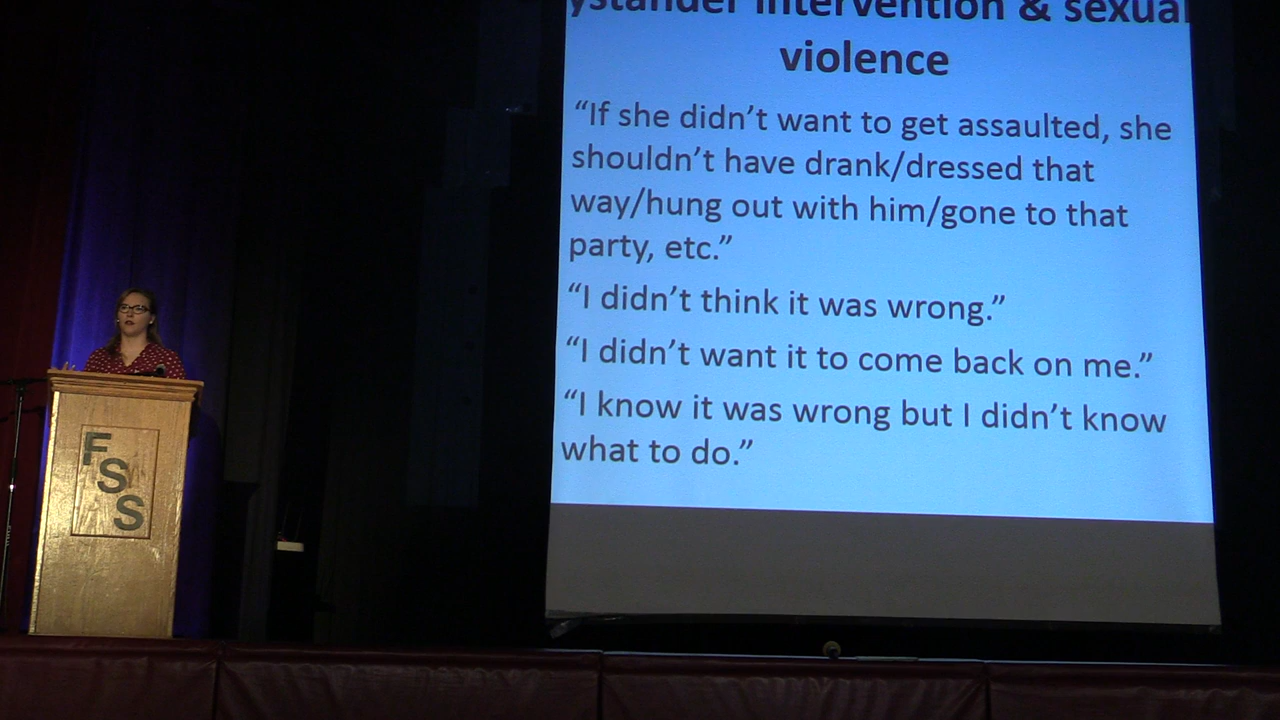 intervention & sexual
violence
“If she didn’t want to get assaulted, she
shouldn’t have drank/dressed that
way/hung out with him/gone to that
party, etc.”
“I didn’t think it was wrong.”
“I didn’t want it to come back on me.”
“I know it was wrong but I didn’t know
what to do.”
F
S
S